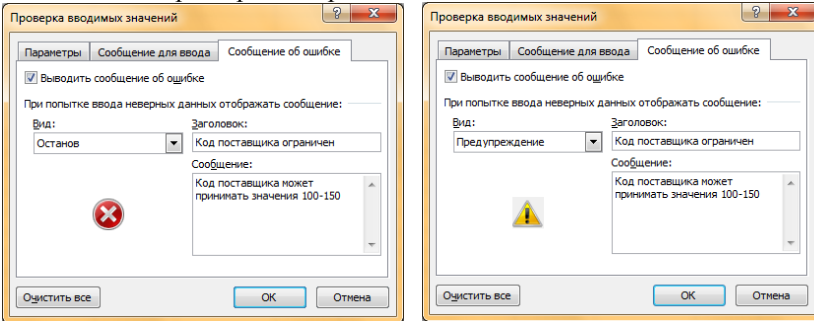 Проверка вводимых значений
Параметры Сообщение для ввода Сообщение об ошибке
Выводить сообщение об ошибке
При попытке ввода неверных данных отображать сообщение:
Вид: Заголовок:
Останов Код поставщика ограничен
Сообщение:
Код поставщика может
принимать значения 100-150
Очистить все ОК Отмена
Проверка вводимых значений
Параметры Сообщение для ввода Сообщение об ошибке
Выводить сообщение об ошибке
При попытке ввода неверных данных отображать сообщение:
Вид: Заголовок:
Предупреждение Код поставщика ограничен
Сообщение:
Код поставщика может
принимать значения 100-150
Очистить все ОК Отмена